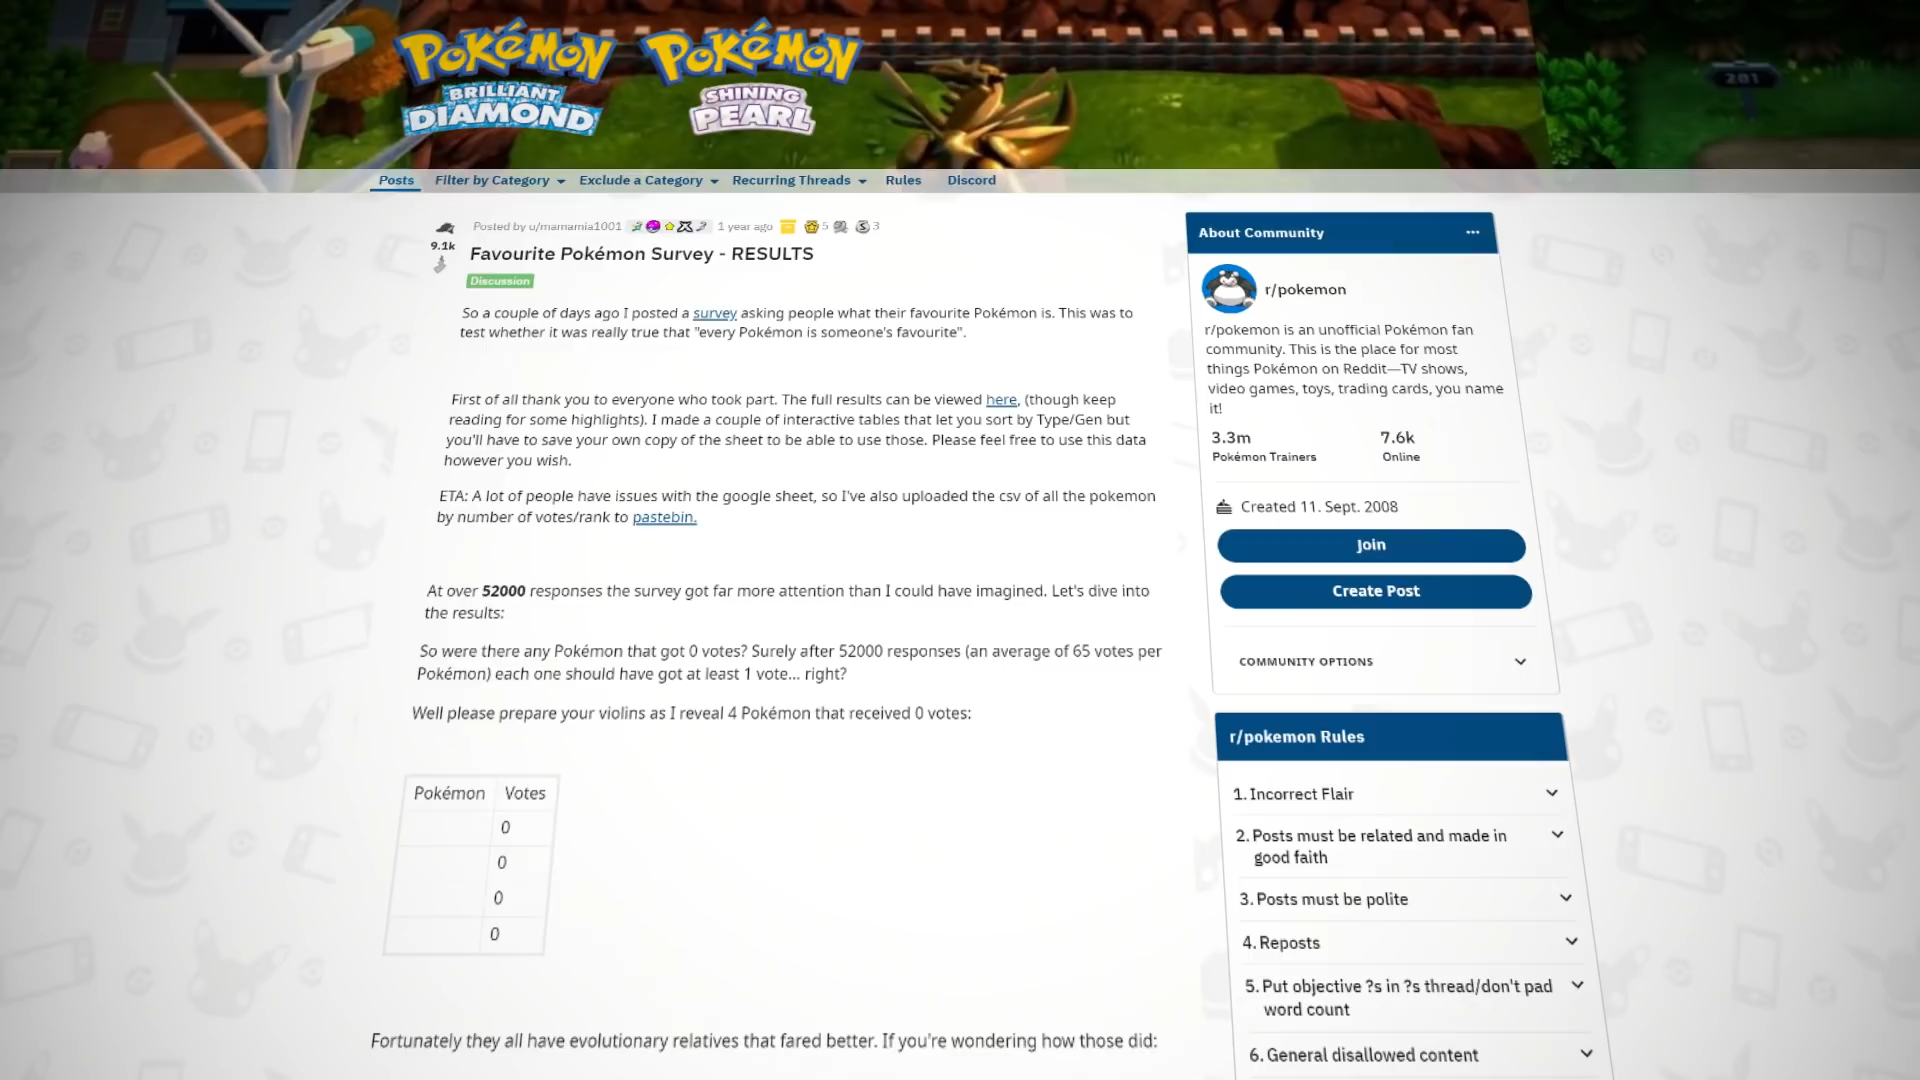 POKÉMON POKÉMON
BRILLIANT DIAMOND SHINING PEARL
201
Posts Filter by Category Exclude a Category Recurring Threads Rules Discord
Posted by u/mamamia1001 1 year ago 5 3
9.1k
Favourite Pokémon Survey - RESULTS
Discussion
So a couple of days ago I posted a survey asking people what their favourite Pokémon is. This was to
test whether it was really true that "every Pokémon is someone's favourite".
First of all thank you to everyone who took part. The full results can be viewed here, (though keep
reading for some highlights). I made a couple of interactive tables that let you sort by Type/Gen but
you'll have to save your own copy of the sheet to be able to use those. Please feel free to use this data
however you wish.
ETA: A lot of people have issues with the google sheet, so I've also uploaded the csv of all the pokemon
by number of votes/rank to pastebin.
At over 52000 responses the survey got far more attention than I could have imagined. Let's dive into
the results:
So were there any Pokémon that got 0 votes? Surely after 52000 responses (an average of 65 votes per
Pokémon) each one should have got at least 1 vote... right?
Well please prepare your violins as I reveal 4 Pokémon that received 0 votes:
Pokémon Votes
0
0
0
0
Fortunately they all have evolutionary relatives that fared better. If you're wondering how those did:
About Community ...
r/pokemon
r/pokemon is an unofficial Pokémon fan
community. This is the place for most
things Pokémon on Reddit—TV shows,
video games, toys, trading cards, you name
it!
3.3m 7.6k
Pokémon Trainers Online
Created 11. Sept. 2008
Join
Create Post
COMMUNITY OPTIONS
r/pokemon Rules
1. Incorrect Flair
2. Posts must be related and made in
good faith
3. Posts must be polite
4. Reposts
5. Put objective ?s in ?s thread/don't pad
word count
6. General disallowed content